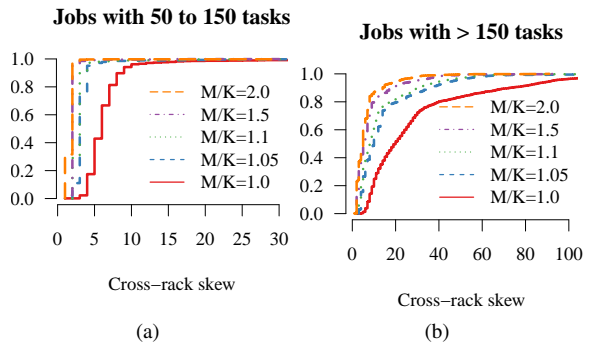 Jobs with 50 to 150 tasks
1.0
0.8
0.6
0.4
0.2
0.0
M/K=2.0
M/K=1.5
M/K=1.1
M/K=1.05
M/K=1.0
0 5 10 15 20 25 30
Cross−rack skew
(a)
Jobs with > 150 tasks
1.0
0.8
0.6
0.4
0.2
0.0
M/K=2.0
M/K=1.5
M/K=1.1
M/K=1.05
M/K=1.0
0 20 40 60 80 100
Cross−rack skew
(b)